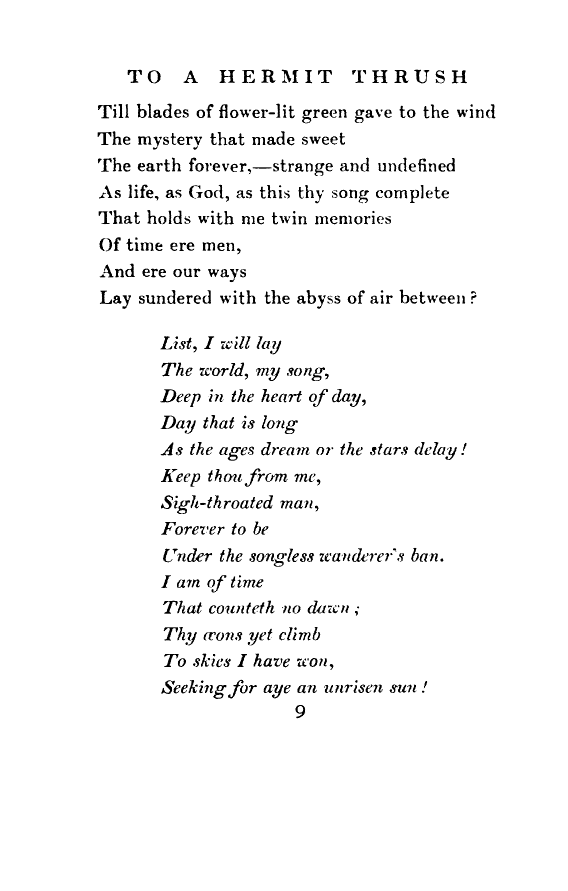 TO A HERMIT THRUSH
Till blades of flower-lit green gave to the wind
The mystery that made sweet
The earth forever,—strange and undefined
As life, as God, as this thy song complete
That holds with me twin memories
Of time ere men,
And ere our ways
Lay sundered with the abyss of air between?
List, I will lay
The world, my song,
Deep in the heart of day,
Day that is long
As the ages dream or the stars delay!
Keep thou from me,
Sigh-throated man,
Forever to be
Under the songless wanderer's ban.
I am of time
That counteth no dawn;
Thy æons yet climb
To skies I have won,
Seeking for aye an unrisen sun!
9